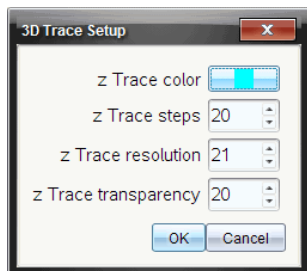 3D Trace Setup
z Trace color
z Trace steps 20
z Trace resolution 21
z Trace transparency 20
OK Cancel